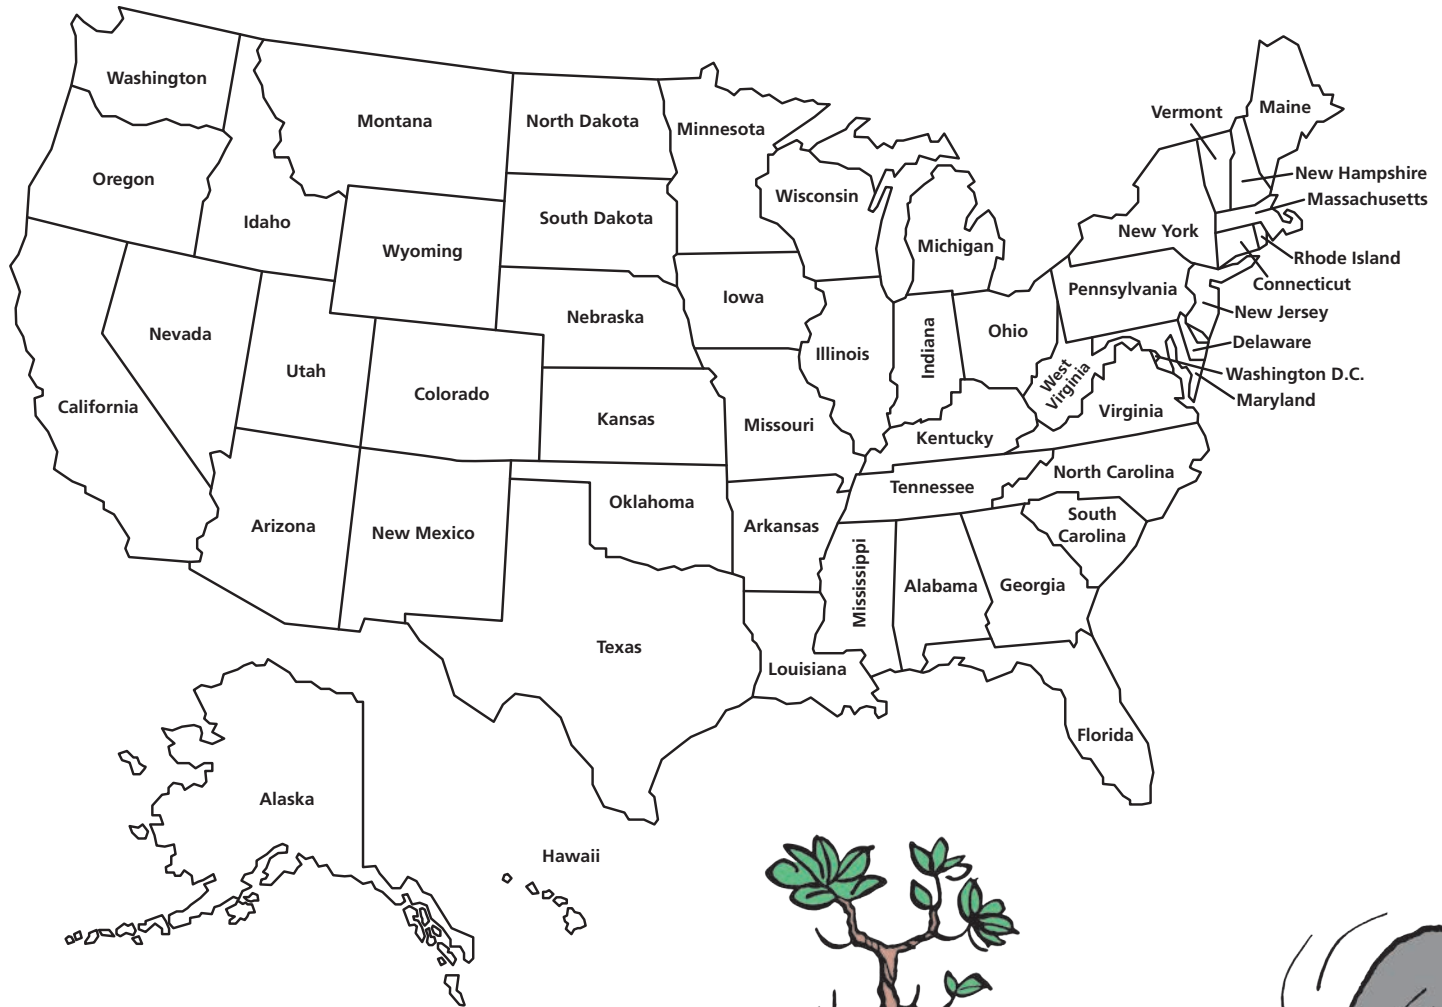 Washington
Montana
North Dakota
Minnesota
Vermont
Maine
Oregon
Idaho
Wisconsin
New Hampshire
Massachusetts
South Dakota
Wyoming
Michigan
New York
Rhode Island
Connecticut
Iowa
Pennsylvania
Nebraska
New Jersey
Nevada
Ohio
Illinois
Indiana
Delaware
Utah
Washington D.C.
West
Virginia
Colorado
Maryland
California
Kansas
Missouri
Virginia
Kentucky
North Carolina
Tennessee
Oklahoma
Arizona
New Mexico
Arkansas
South
Carolina
Mississippi
Alabama
Georgia
Texas
Louisiana
Florida
Alaska
Hawaii